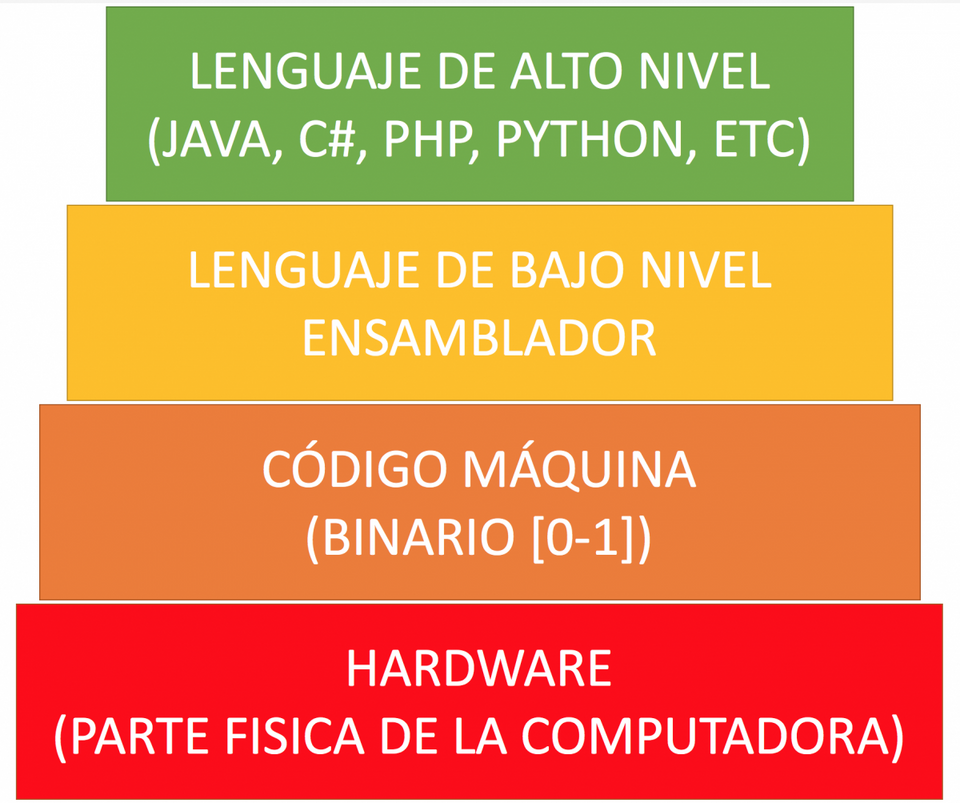 LENGUAJE DE ALTO NIVEL
(JAVA, C#, PHP, PYTHON, ETC)
LENGUAJE DE BAJO NIVEL
ENSAMBLADOR
CÓDIGO MÁQUINA
(BINARIO [0-1])
HARDWARE
(PARTE FISICA DE LA COMPUTADORA)